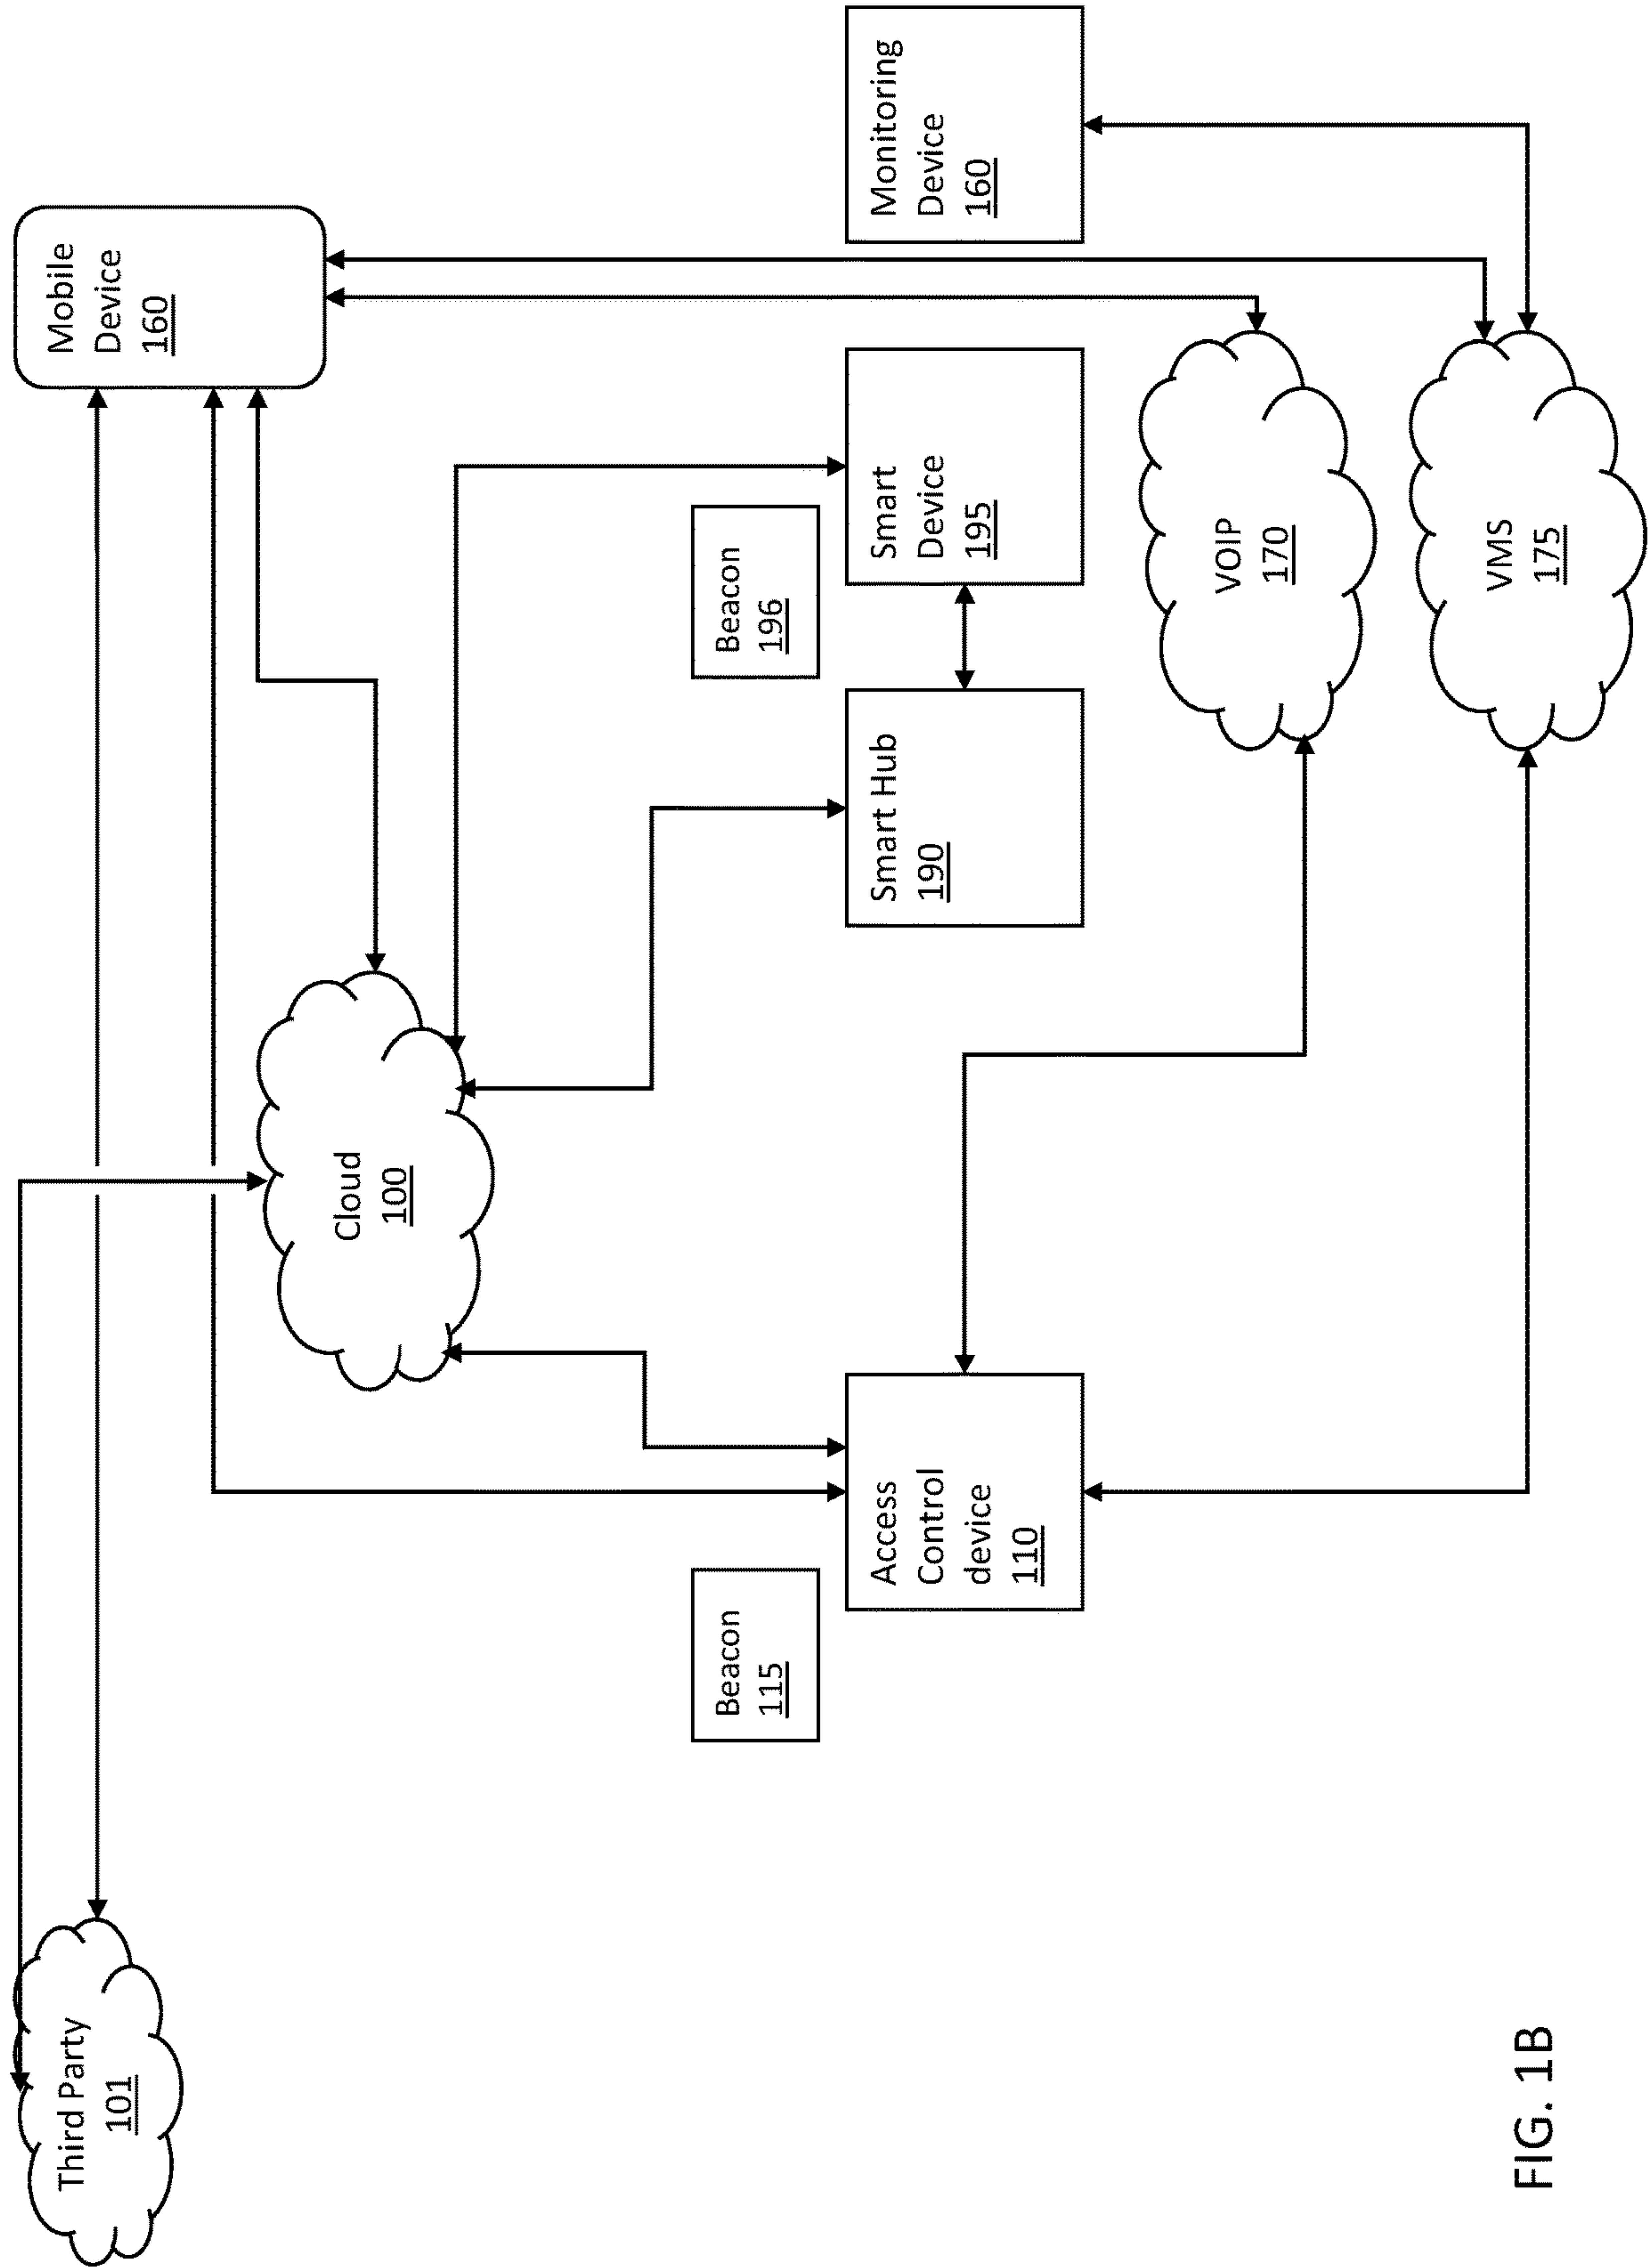 Third Party
101
Mobile
Device
160
Cloud
100
Beacon
115
Beacon
196
Access
Control
device
110
Smart Hub
190
Smart
Device
195
Monitoring
Device
160
VOIP
170
VMS
175
FIG. 1B